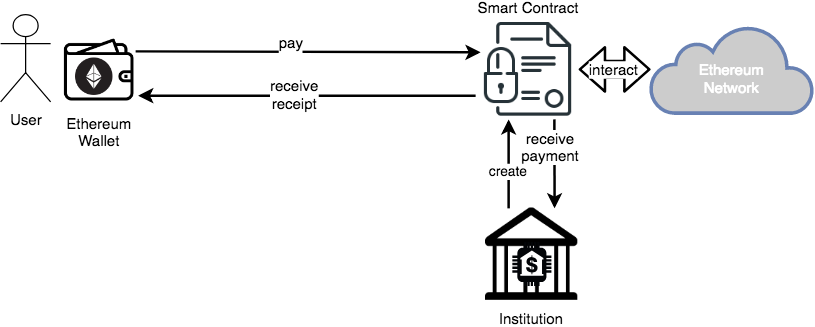 Smart Contract
pay
interact
Ethereum
Network
receive
receipt
User
Ethereum
Wallet
receive
payment
create
$
Institution